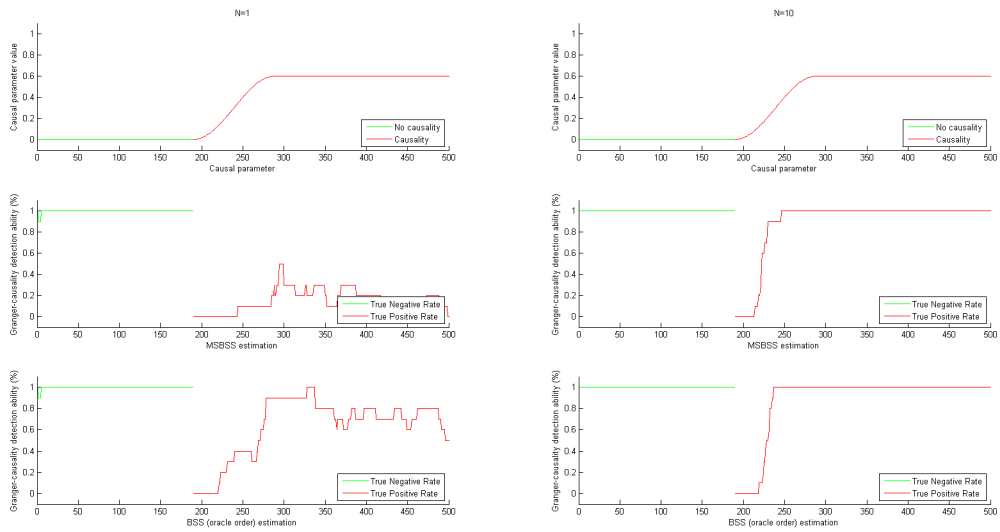 N=1
Causal parameter value
1
0.8
0.6
0.4
0.2
0
No causality
Causality
0 50 100 150 200 250 300 350 400 450 500
Causal parameter
Granger-causality detection ability (%)
1
0.8
0.6
0.4
0.2
0
True Negative Rate
True Positive Rate
0 50 100 150 200 250 300 350 400 450 500
MSBSS estimation
Granger-causality detection ability (%)
1
0.8
0.6
0.4
0.2
0
True Negative Rate
True Positive Rate
0 50 100 150 200 250 300 350 400 450 500
BSS (oracle order) estimation
N=10
Causal parameter value
1
0.8
0.6
0.4
0.2
0
No causality
Causality
0 50 100 150 200 250 300 350 400 450 500
Causal parameter
Granger-causality detection ability (%)
1
0.8
0.6
0.4
0.2
0
True Negative Rate
True Positive Rate
0 50 100 150 200 250 300 350 400 450 500
MSBSS estimation
Granger-causality detection ability (%)
1
0.8
0.6
0.4
0.2
0
True Negative Rate
True Positive Rate
0 50 100 150 200 250 300 350 400 450 500
BSS (oracle order) estimation